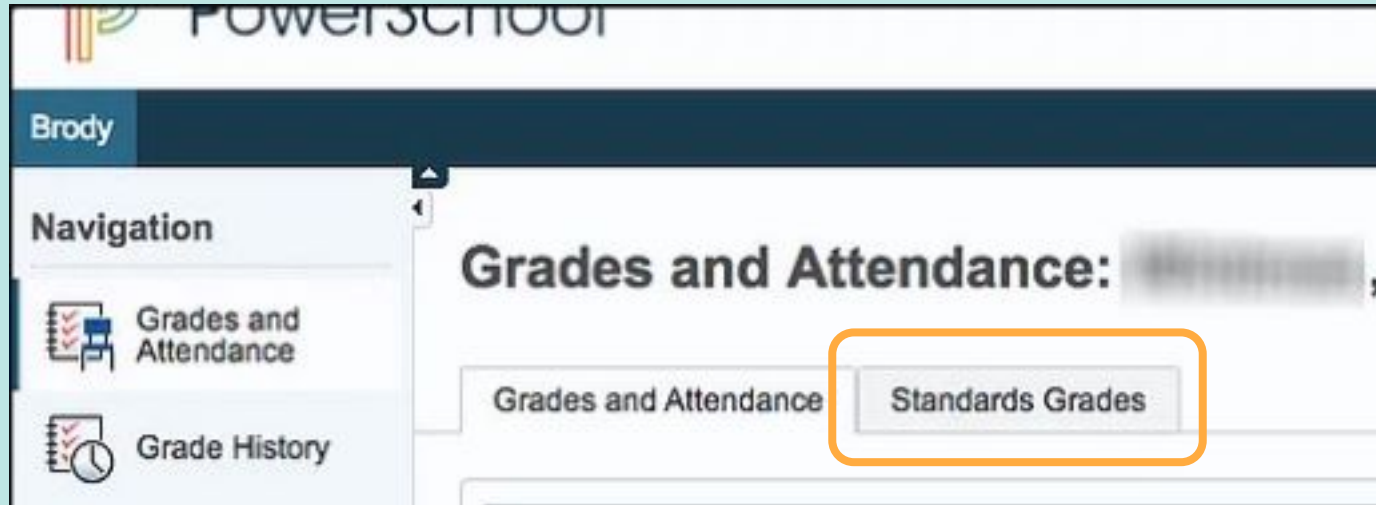 PowerSchool
Brody
Navigation
Grades and Attendance: ,
Grades and
Attendance
Grades and Attendance
Standards Grades
Grade History